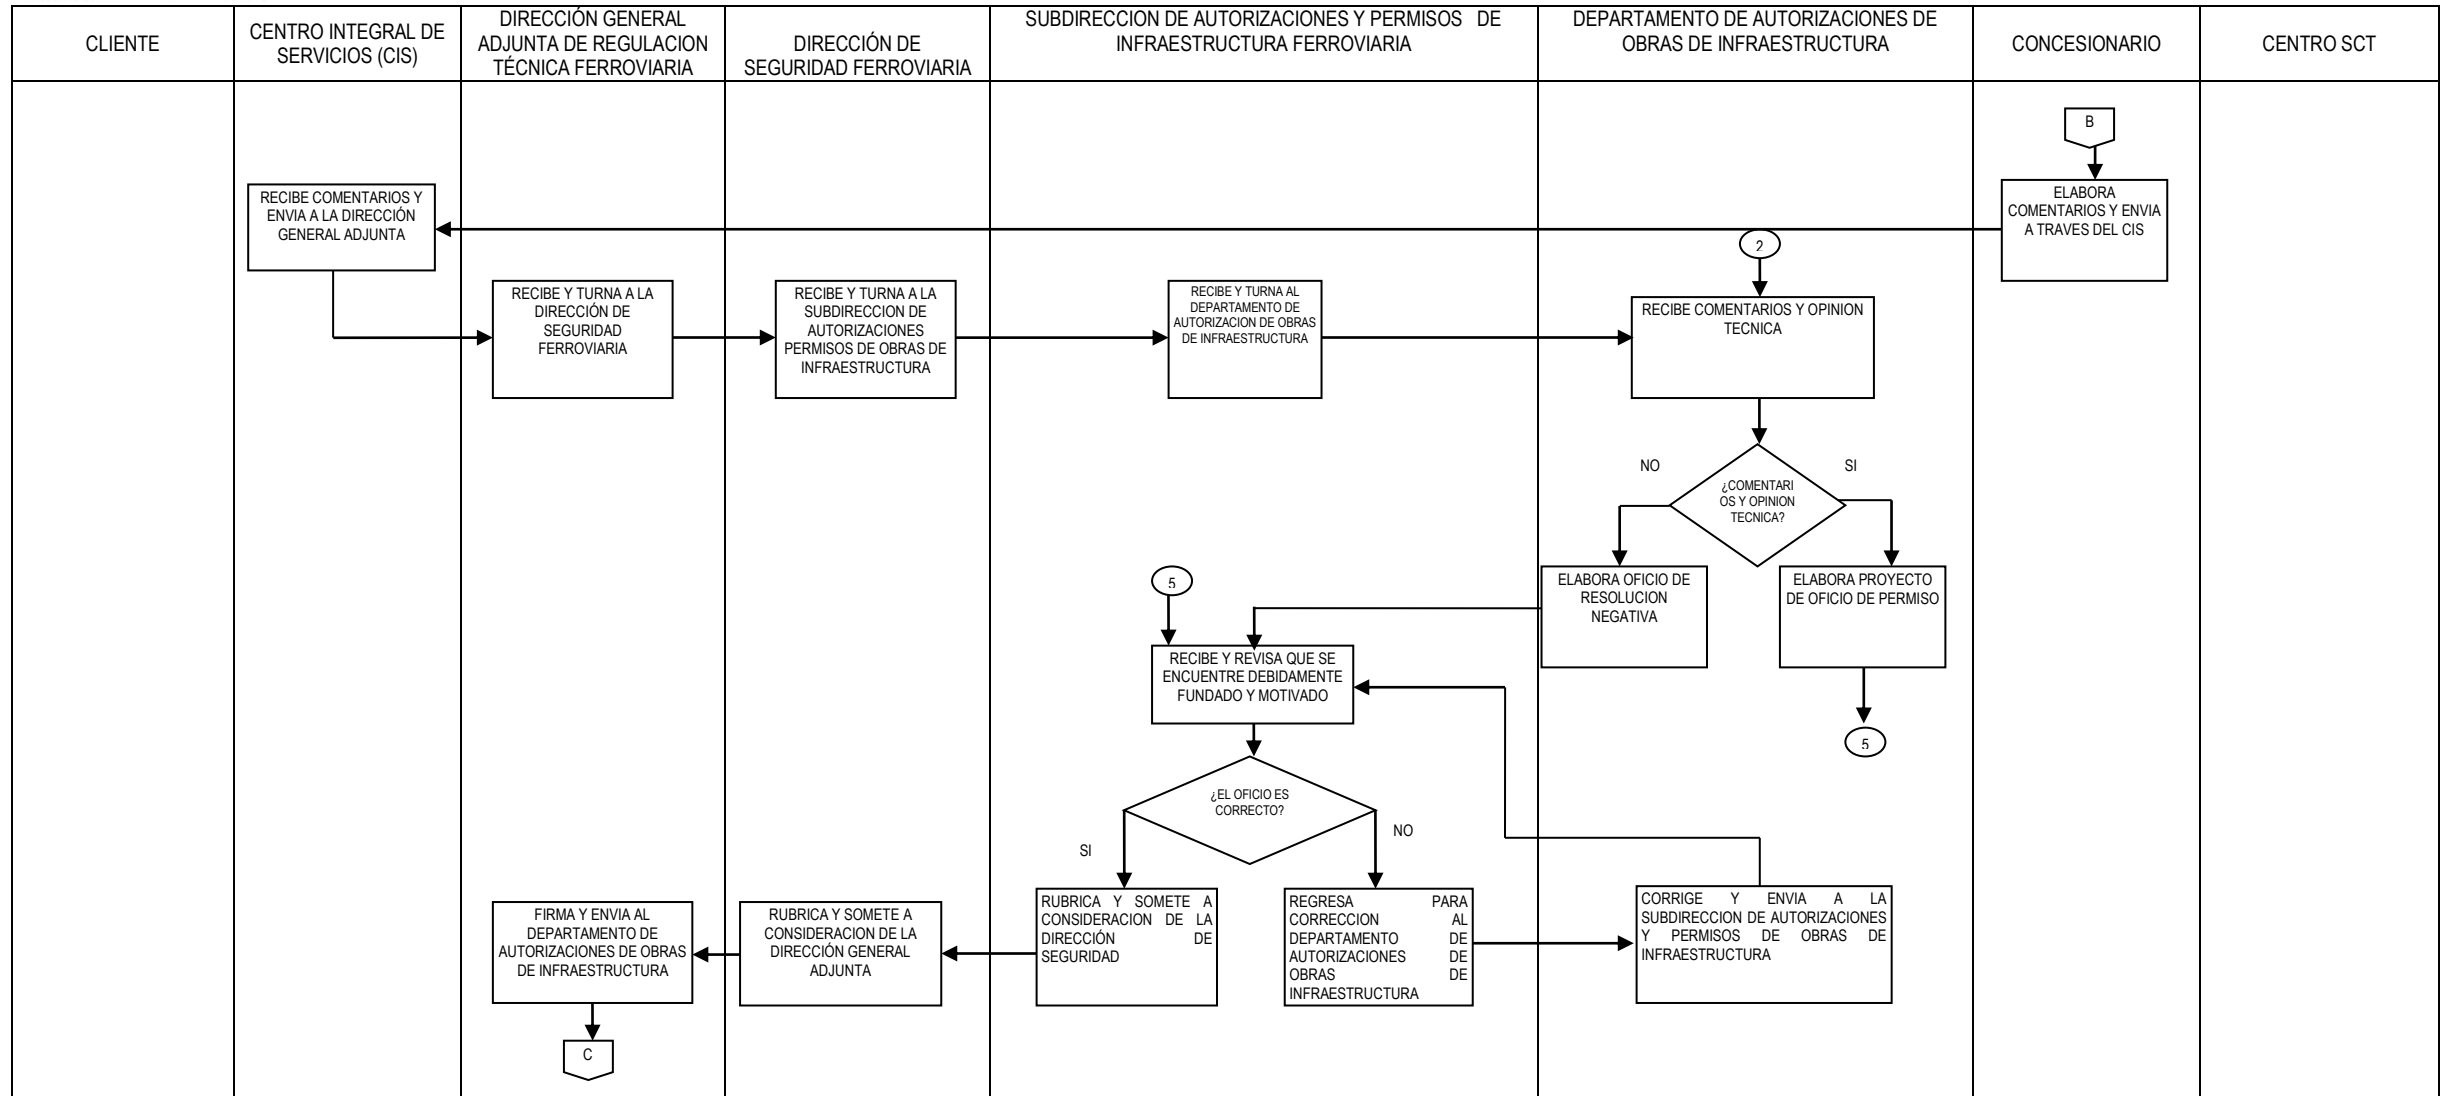 CLIENTE
CENTRO INTEGRAL DE
SERVICIOS (CIS)
DIRECCIÓN GENERAL
ADJUNTA DE REGULACION
TÉCNICA FERROVIARIA
DIRECCIÓN DE
SEGURIDAD FERROVIARIA
SUBDIRECCION DE AUTORIZACIONES Y PERMISOS DE
INFRAESTRUCTURA FERROVIARIA
DEPARTAMENTO DE AUTORIZACIONES DE
OBRAS DE INFRAESTRUCTURA
CONCESIONARIO
CENTRO SCT
B
ELABORA
COMENTARIOS Y ENVIA
A TRAVES DEL CIS
RECIBE COMENTARIOS Y
ENVIA A LA DIRECCIÓN
GENERAL ADJUNTA
2
RECIBE Y TURNA A LA
DIRECCIÓN DE
SEGURIDAD
FERROVIARIA
RECIBE Y TURNA A LA
SUBDIRECCION DE
AUTORIZACIONES
PERMISOS DE OBRAS DE
INFRAESTRUCTURA
RECIBE Y TURNA AL
DEPARTAMENTO DE
AUTORIZACION DE OBRAS
DE INFRAESTRUCTURA
RECIBE COMENTARIOS Y OPINION
TECNICA
NO
SI
¿COMENTARI
OS Y OPINION
TECNICA?
ELABORA OFICIO DE
RESOLUCION
NEGATIVA
ELABORA PROYECTO
DE OFICIO DE PERMISO
5
5
RECIBE Y REVISA QUE SE
ENCUENTRE DEBIDAMENTE
FUNDADO Y MOTIVADO
¿EL OFICIO ES
CORRECTO?
SI
NO
FIRMA Y ENVIA AL
DEPARTAMENTO DE
AUTORIZACIONES DE OBRAS
DE INFRAESTRUCTURA
RUBRICA Y SOMETE A
CONSIDERACION DE LA
DIRECCIÓN GENERAL
ADJUNTA
RUBRICA Y SOMETE A
CONSIDERACION DE LA
DIRECCIÓN DE
SEGURIDAD
REGRESA PARA
CORRECCION AL
DEPARTAMENTO DE
AUTORIZACIONES DE
OBRAS DE
INFRAESTRUCTURA
CORRIGE Y ENVIA A LA
SUBDIRECCION DE AUTORIZACIONES
Y PERMISOS DE OBRAS DE
INFRAESTRUCTURA
C